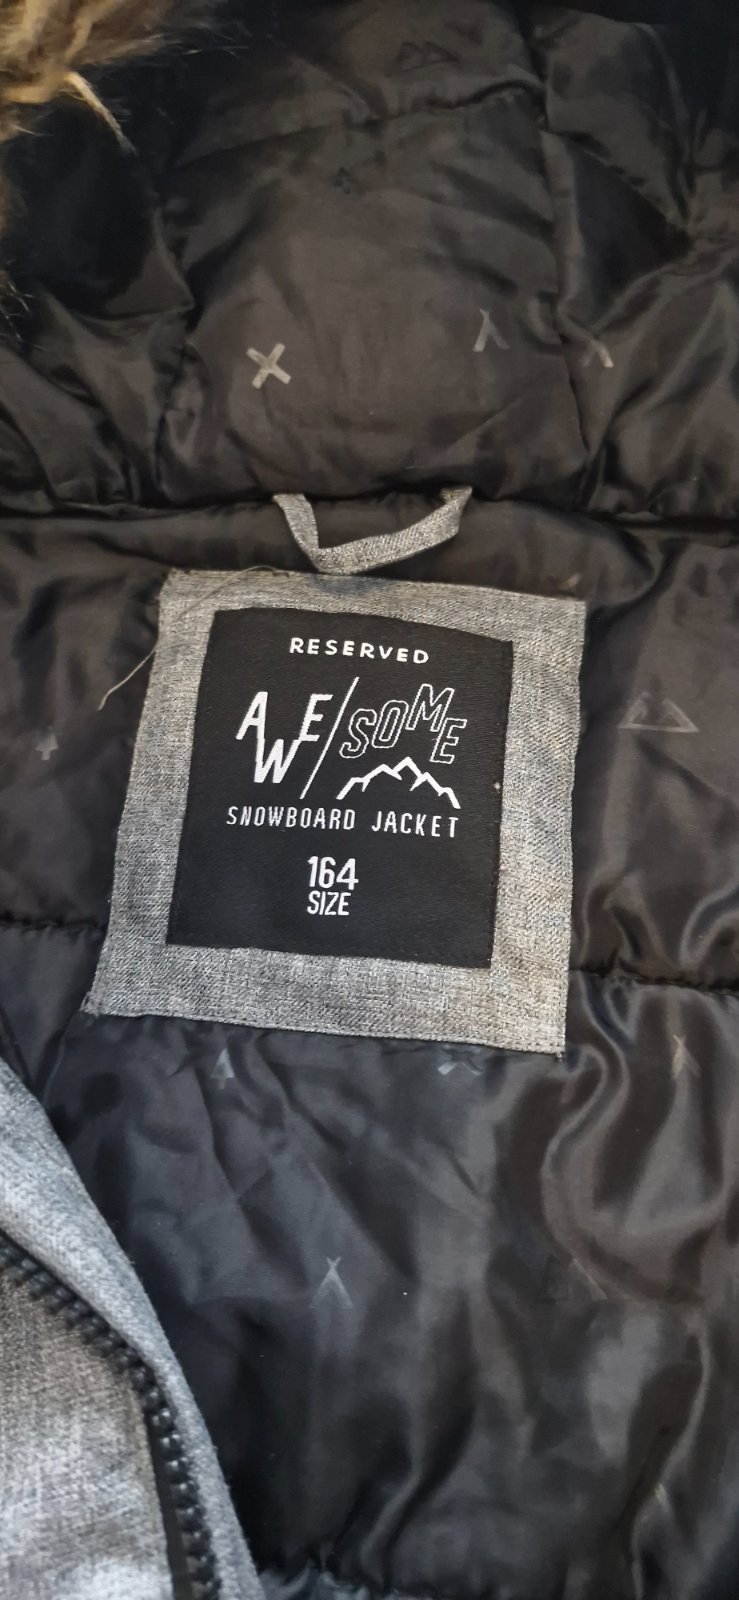 RESERVED
AWE/SOME
SNOWBOARD JACKET
164
SIZE